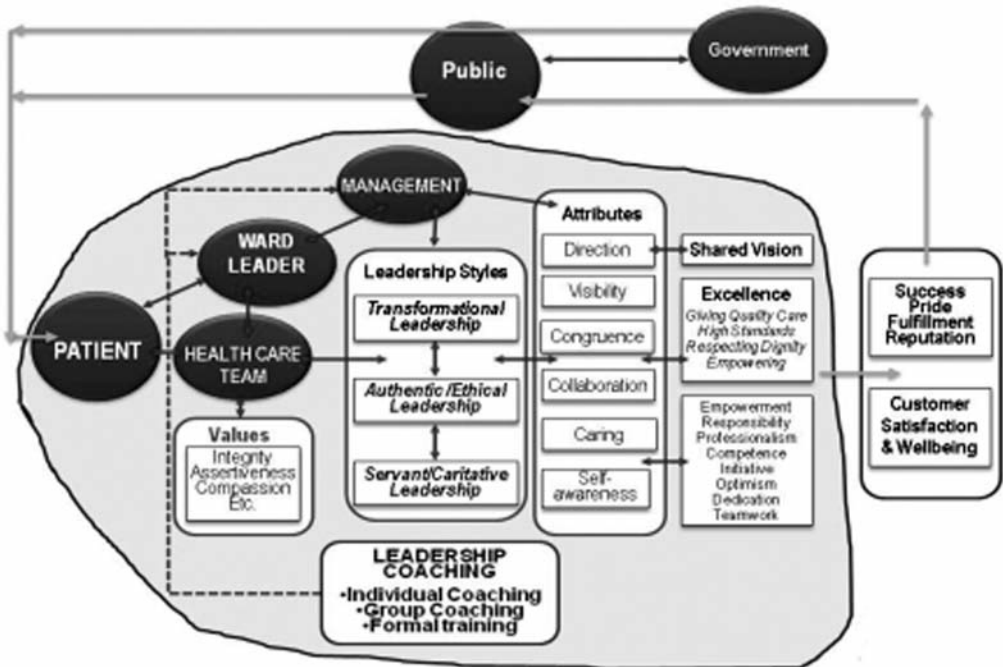 Government
Public
MANAGEMENT
WARD
LEADER
PATIENT
HEALTH CARE
TEAM
Values
Integrity
Assertiveness
Compassion
Etc.
Leadership Styles
Transformational
Leadership
Authentic/Ethical
Leadership
Servant/Caritative
Leadership
Attributes
Direction
Visibility
Congruence
Collaboration
Caring
Self-
awareness
Shared Vision
Excellence
Giving Quality Care
High Standards
Respecting Dignity
Empowering
Empowerment
Responsibility
Professionalism
Competence
Initiative
Optimism
Dedication
Teamwork
Success
Pride
Fulfillment
Reputation
Customer
Satisfaction
& Wellbeing
LEADERSHIP
COACHING
•Individual Coaching
•Group Coaching
•Formal training